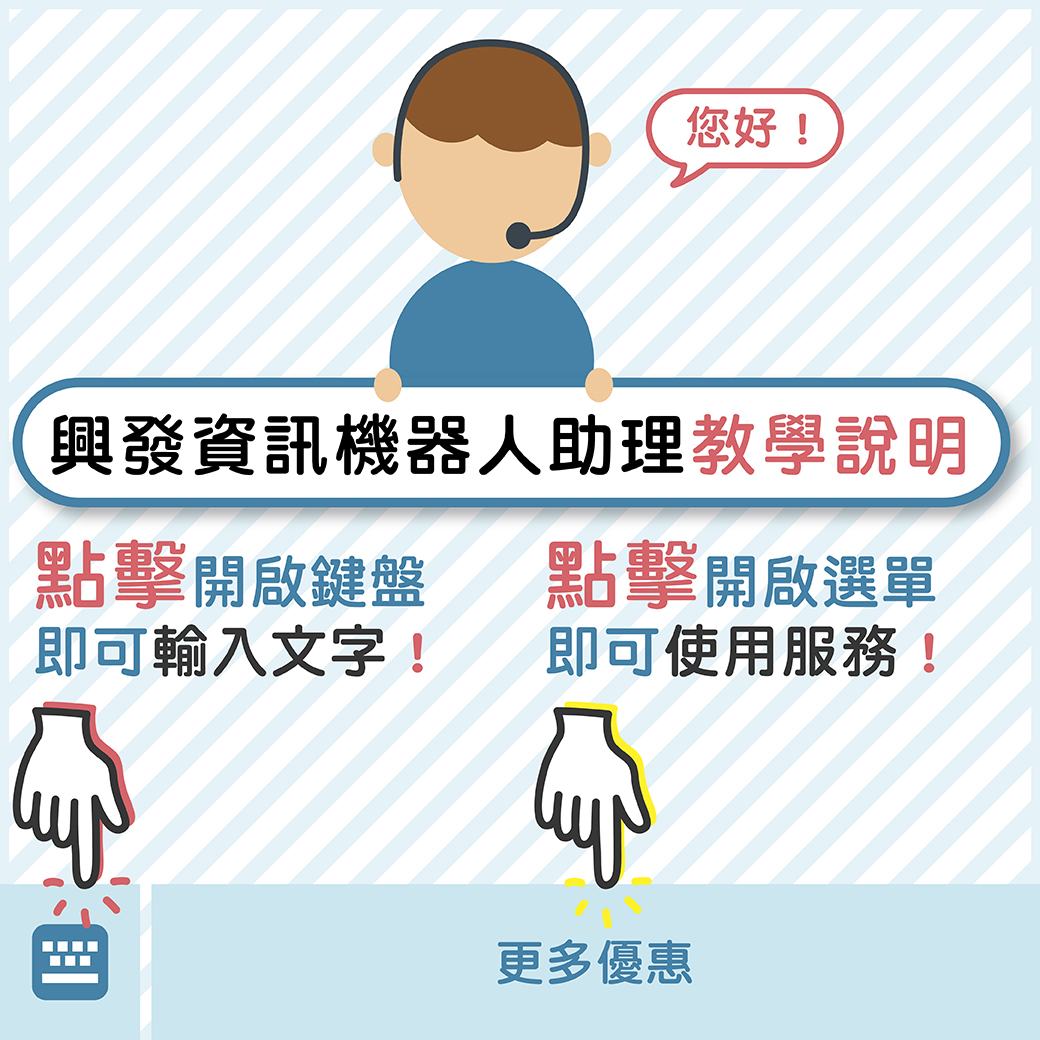 您好！
興發資訊機器人助理教學說明
點擊開啟鍵盤
即可輸入文字！
點擊開啟選單
即可使用服務！
更多優惠